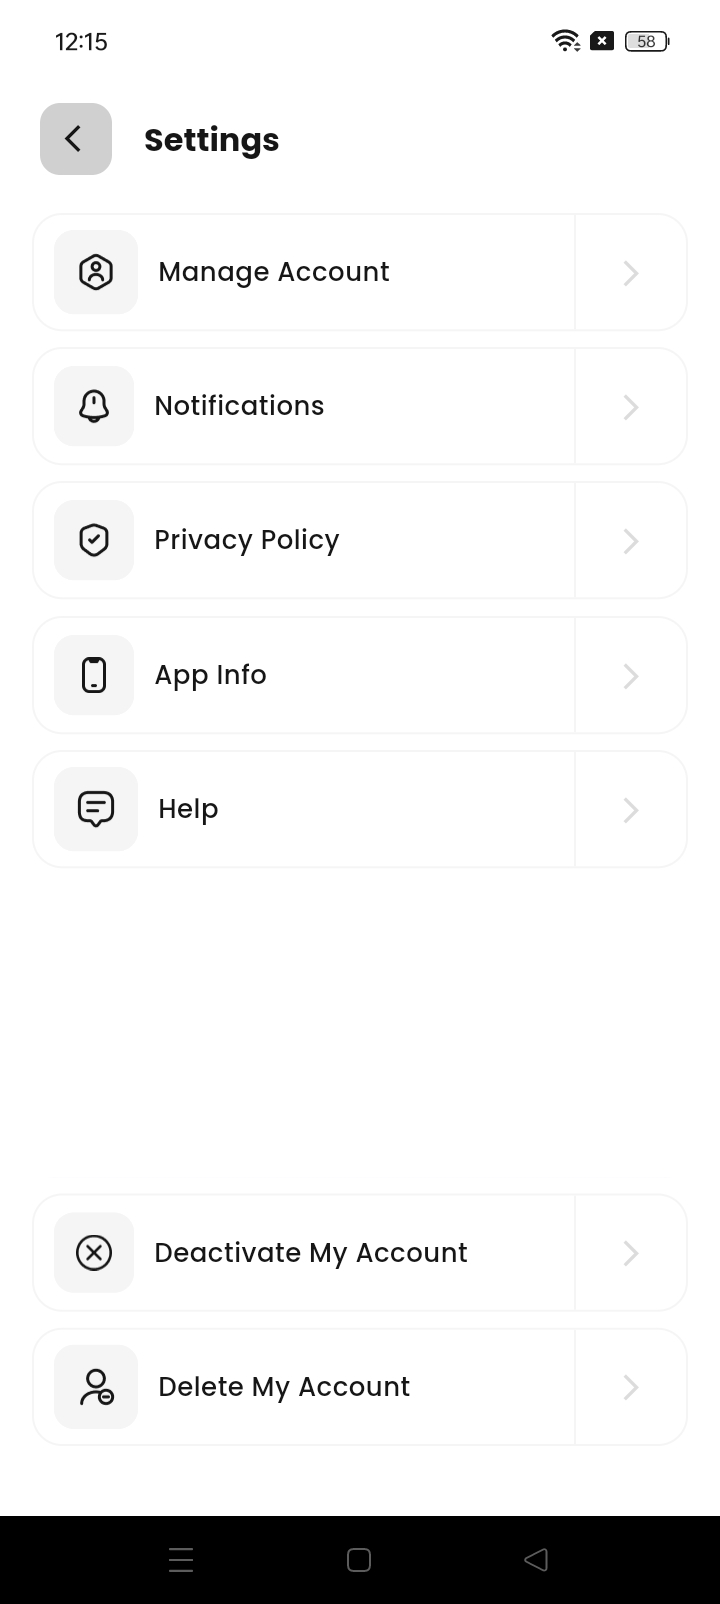 12:15
58
Settings
Manage Account
Notifications
Privacy Policy
App Info
Help
Deactivate My Account
Delete My Account